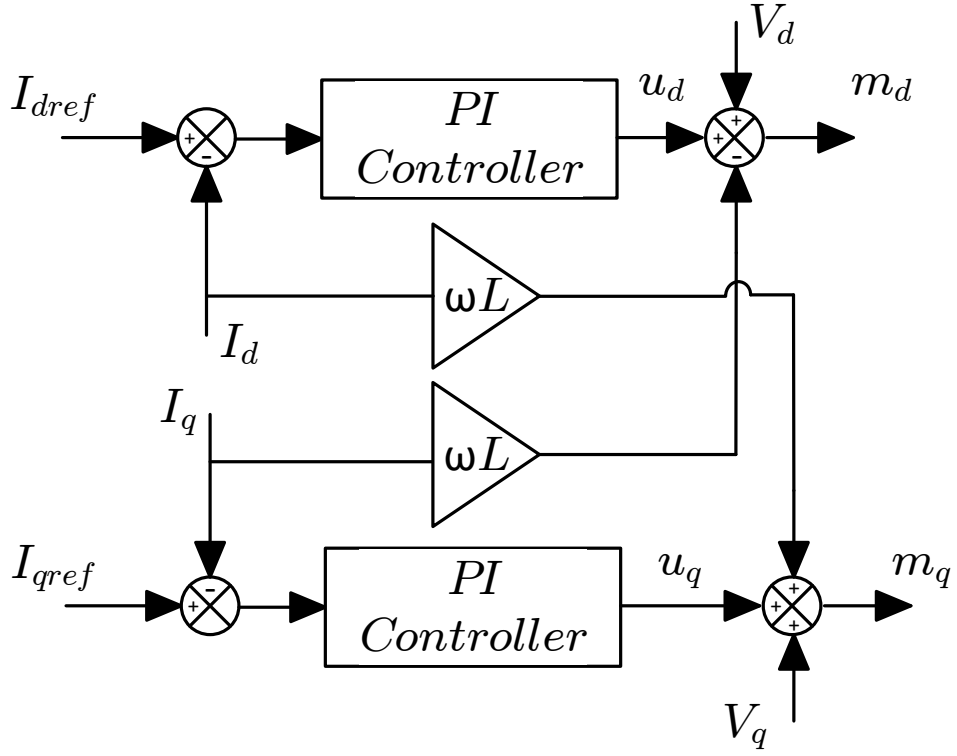 V_d
I_dref
PI
Controller
u_d
m_d
+
+
+
-
-
ωL
I_d
I_q
ωL
I_qref
PI
Controller
u_q
m_q
-
+
+
+
+
V_q